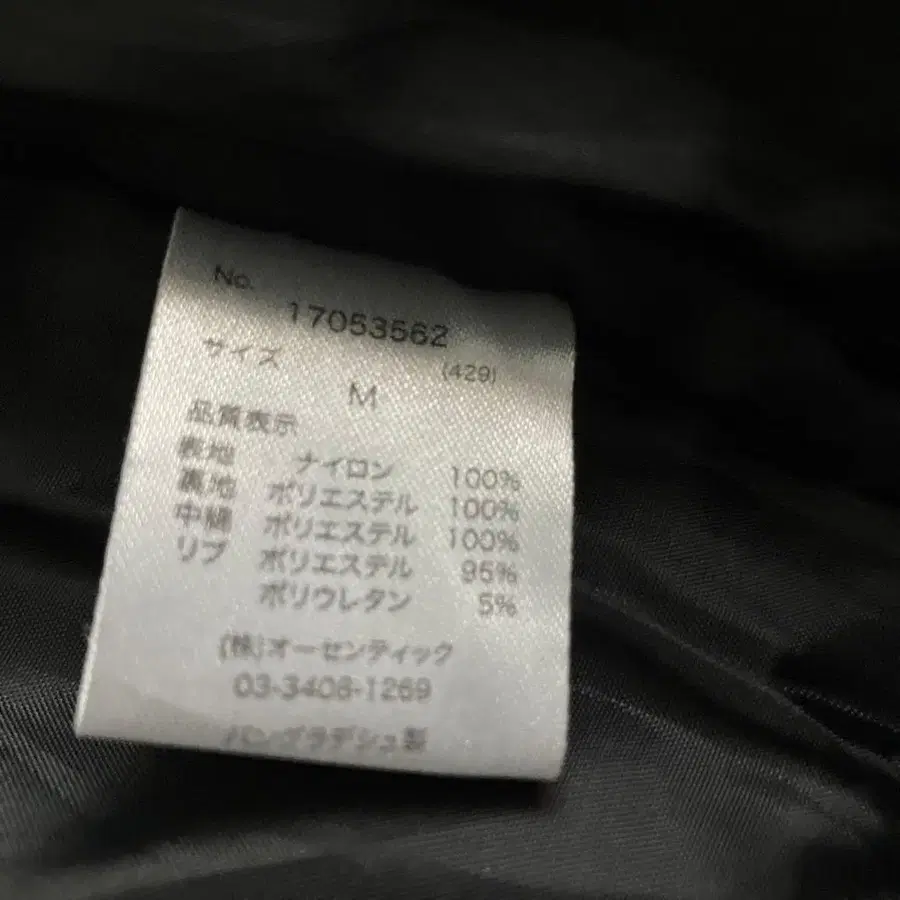 No.
17053562
サイズ (429)
M
品質表示
表地 ナイロン 100%
裏地 ポリエステル 100%
中綿 ポリエステル 100%
リブ ポリエステル 95%
ポリウレタン 5%
(株)オーセンティック
03-3408-1269
バングラデシュ製